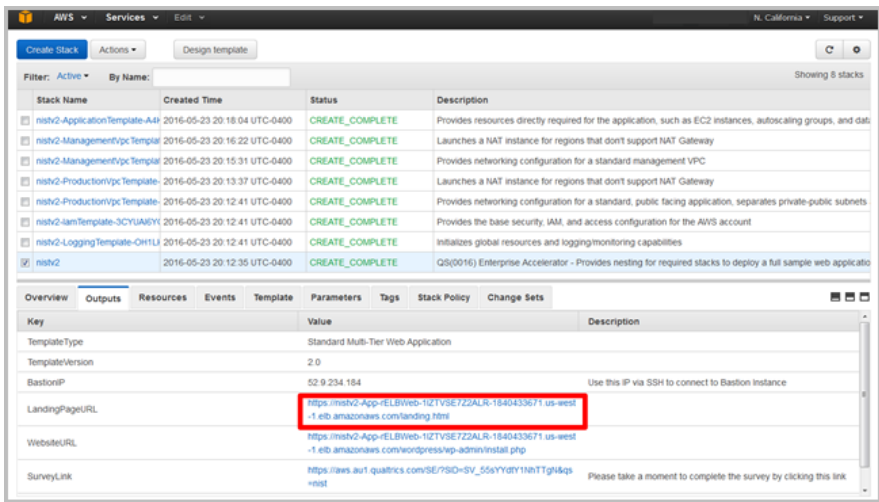 AWS Services Edit N. California Support
Create Stack Actions Design template
Filter: Active By Name: Showing 8 stacks
Stack Name Created Time Status Description
nistv2-ApplicationTemplate-A4 2016-05-23 20:18:04 UTC-0400 CREATE_COMPLETE Provides resources directly required for the application, such as EC2 instances, autoscaling groups, and
nistv2-ManagementVpcTemplat 2016-05-23 20:16:22 UTC-0400 CREATE_COMPLETE Launches a NAT instance for regions that don't support NAT Gateway
nistv2-ManagementVpcTemplat 2016-05-23 20:15:31 UTC-0400 CREATE_COMPLETE Provides networking configuration for a standard management VPC
nistv2-ProductionVpcTemplate- 2016-05-23 20:13:37 UTC-0400 CREATE_COMPLETE Launches a NAT instance for regions that don't support NAT Gateway
nistv2-ProductionVpcTemplate- 2016-05-23 20:12:41 UTC-0400 CREATE_COMPLETE Provides networking configuration for a standard, public facing application, separates private-public subnets
nistv2-IamTemplate-3CYUAI6Y 2016-05-23 20:12:41 UTC-0400 CREATE_COMPLETE Provides the base security, IAM, and access configuration for the AWS account
nistv2-LoggingTemplate-OH1L 2016-05-23 20:12:41 UTC-0400 CREATE_COMPLETE Initializes global resources and logging/monitoring capabilities
nistv2 2016-05-23 20:12:35 UTC-0400 CREATE_COMPLETE QS(0016) Enterprise Accelerator - Provides nesting for required stacks to deploy a full sample web applicatio
Overview Outputs Resources Events Template Parameters Tags Stack Policy Change Sets
Key Value Description
TemplateType Standard Multi-Tier Web Application
TemplateVersion 2.0
BastionIP 52.9.234.184 Use this IP via SSH to connect to Bastion Instance
LandingPageURL https://nistv2-App-rELBWeb-1IZTVSE7Z2ALR-1840433671.us-west
-1.elb.amazonaws.com/landing.html
WebsiteURL https://nistv2-App-rELBWeb-1IZTVSE7Z2ALR-1840433671.us-west
-1.elb.amazonaws.com/wordpress/wp-admin/install.php
SurveyLink https://aws.au1.qualtrics.com/SE/?SID=SV_55sYYdfY1NhTTgN&qs Please take a moment to complete the survey by clicking this link
=nist